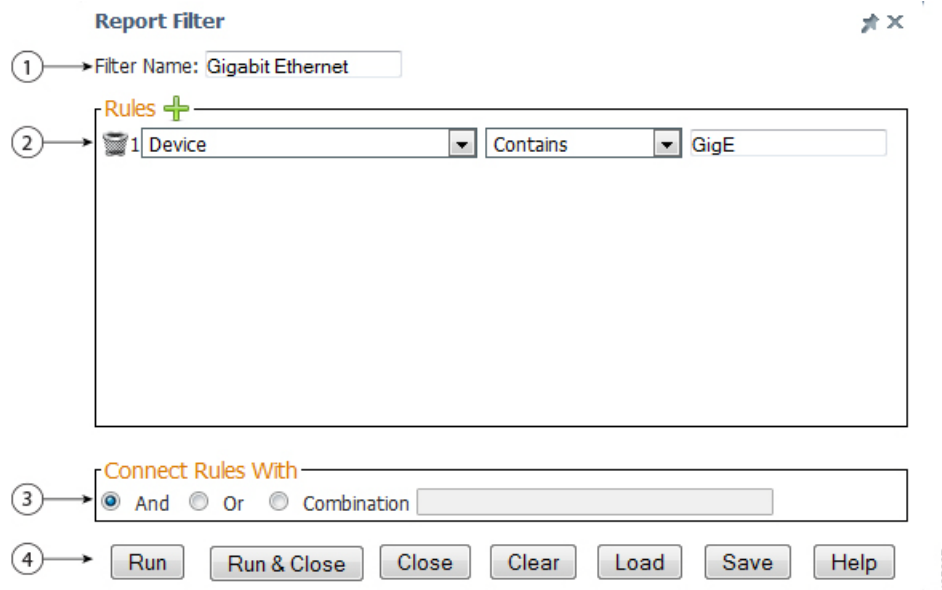 Report Filter
1 Filter Name: Gigabit Ethernet
Rules
2 1 Device Contains GigE
Connect Rules With
3 And Or Combination
4 Run Run & Close Close Clear Load Save Help